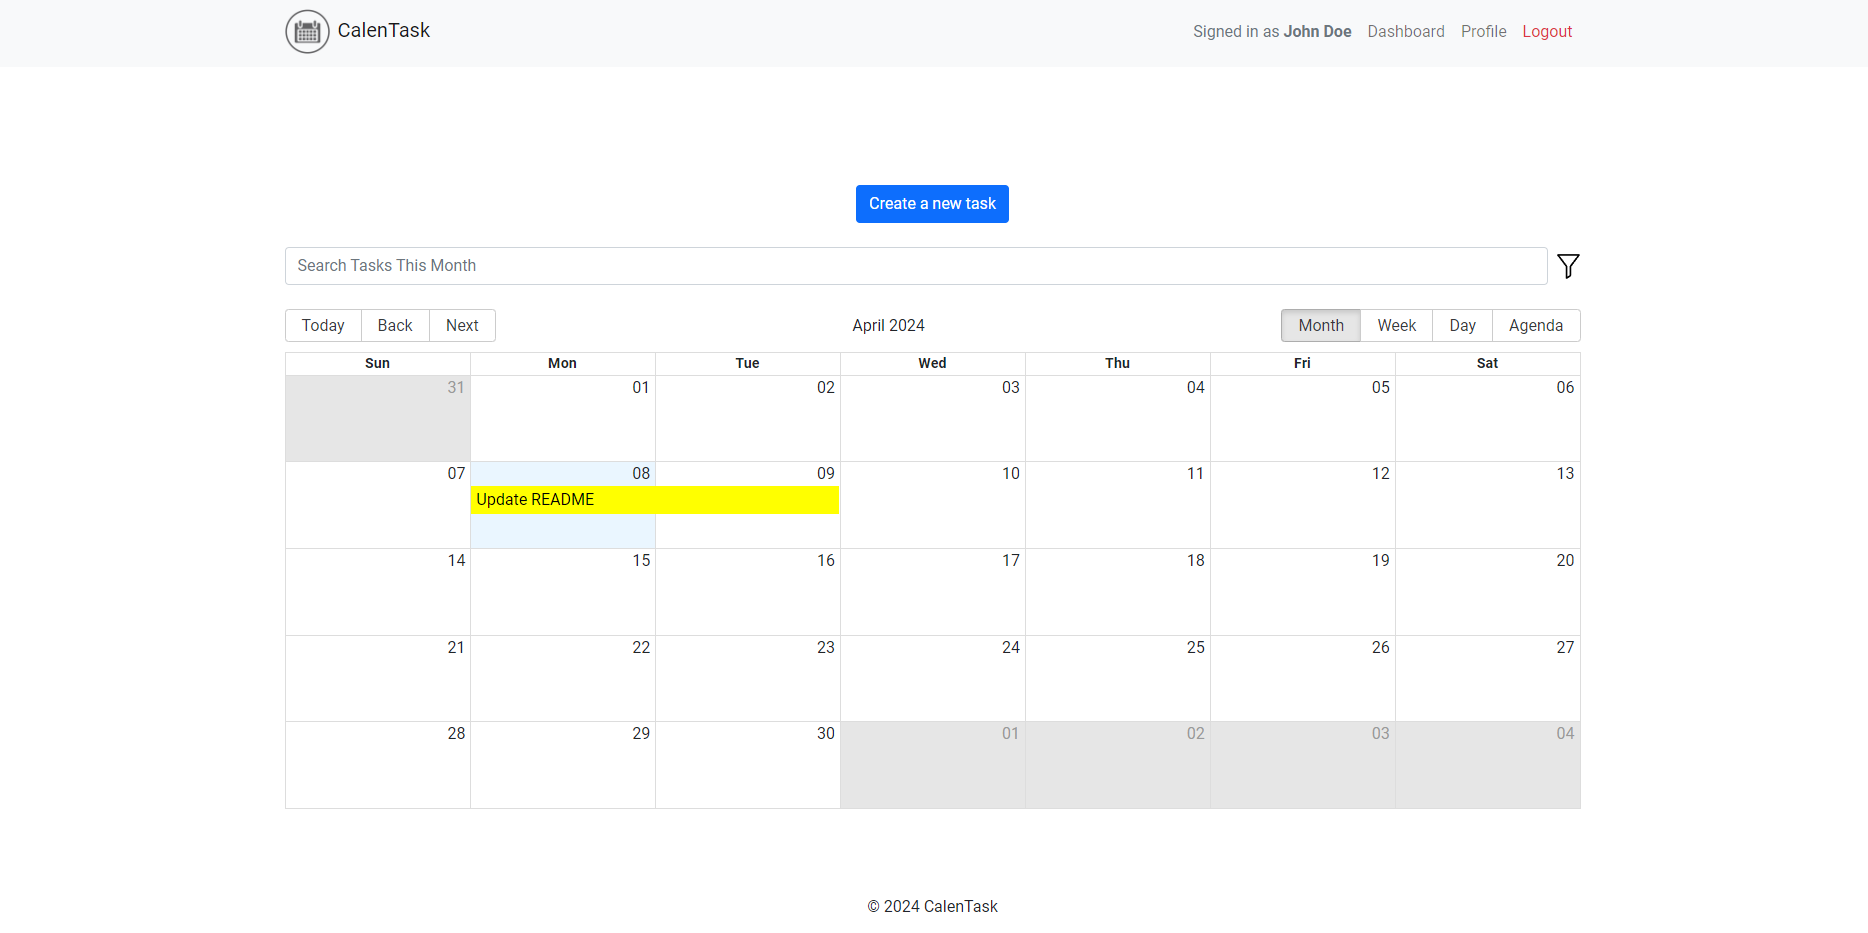 CalenTask
Signed in as John Doe Dashboard Profile Logout
Create a new task
Search Tasks This Month
Today Back Next April 2024 Month Week Day Agenda
Sun Mon Tue Wed Thu Fri Sat
31 01 02 03 04 05 06
07 08 09 10 11 12 13
Update README
14 15 16 17 18 19 20
21 22 23 24 25 26 27
28 29 30 01 02 03 04
© 2024 CalenTask